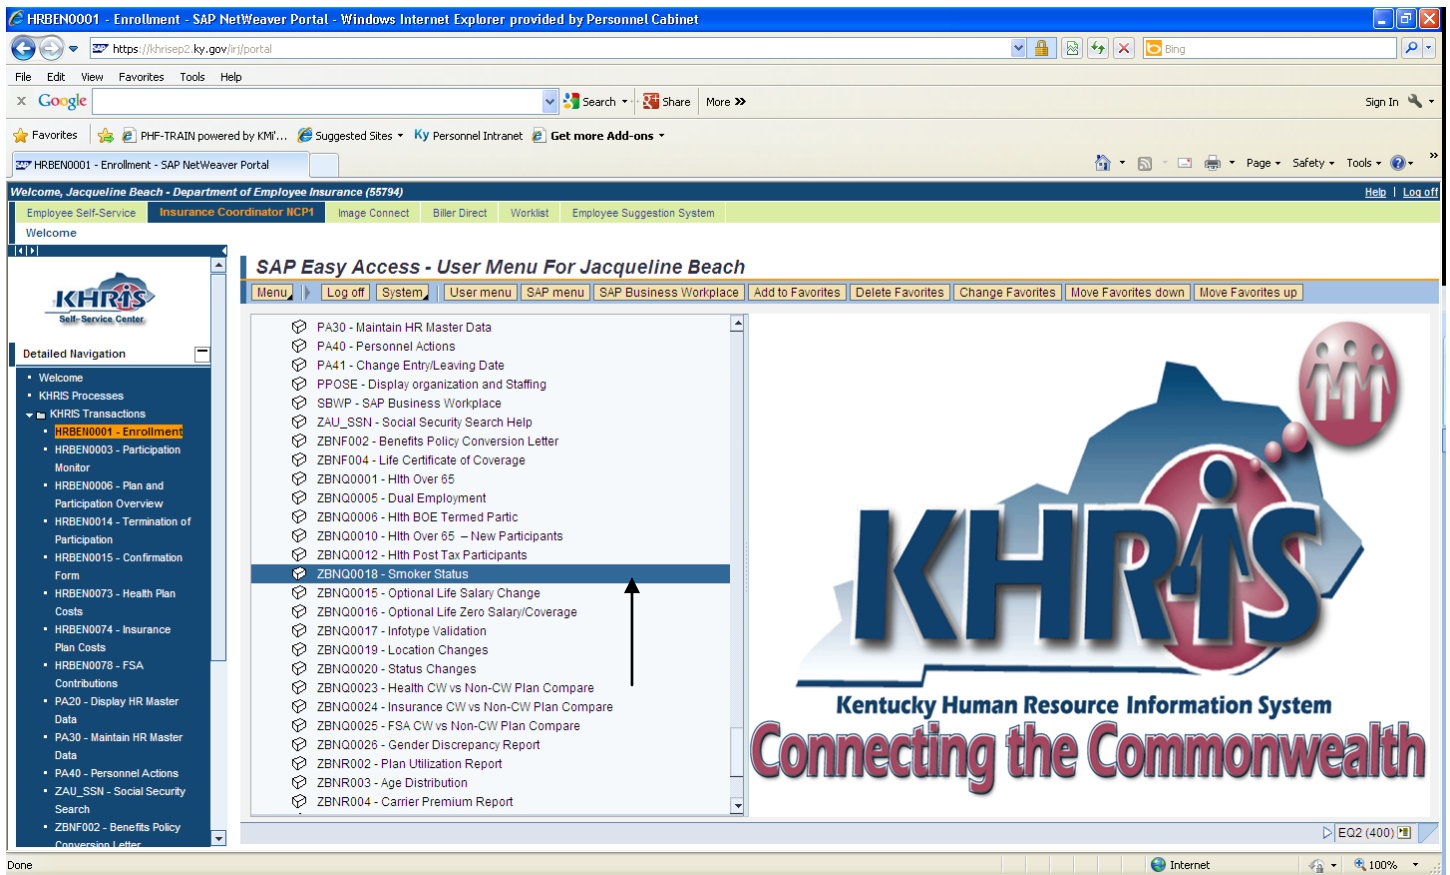 HRBEN0001 - Enrollment - SAP NetWeaver Portal - Windows Internet Explorer provided by Personnel Cabinet
https://khrisep2.ky.gov/irj/portal
Bing
File Edit View Favorites Tools Help
x Google Search Share More » Sign In
Favorites PHF-TRAIN powered by KMi'... Suggested Sites Ky Personnel Intranet Get more Add-ons
HRBEN0001 - Enrollment - SAP NetWeaver Portal Page Safety Tools »
Welcome, Jacqueline Beach - Department of Employee Insurance (55794) Help | Log off
Employee Self-Service Insurance Coordinator NCP1 Image Connect Biller Direct Worklist Employee Suggestion System
Welcome
KHRIS
Self-Service Center
Detailed Navigation
• Welcome
• KHRIS Processes
KHRIS Transactions
• HRBEN0001 - Enrollment
• HRBEN0003 - Participation
Monitor
• HRBEN0006 - Plan and
Participation Overview
• HRBEN0014 - Termination of
Participation
• HRBEN0015 - Confirmation
Form
• HRBEN0073 - Health Plan
Costs
• HRBEN0074 - Insurance
Plan Costs
• HRBEN0078 - FSA
Contributions
• PA20 - Display HR Master
Data
• PA30 - Maintain HR Master
Data
• PA40 - Personnel Actions
• ZAU_SSN - Social Security
Search
• ZBNF002 - Benefits Policy
Conversion Letter
SAP Easy Access - User Menu For Jacqueline Beach
Menu Log off System User menu SAP menu SAP Business Workplace Add to Favorites Delete Favorites Change Favorites Move Favorites down Move Favorites up
PA30 - Maintain HR Master Data
PA40 - Personnel Actions
PA41 - Change Entry/Leaving Date
PPOSE - Display organization and Staffing
SBWP - SAP Business Workplace
ZAU_SSN - Social Security Search Help
ZBNF002 - Benefits Policy Conversion Letter
ZBNF004 - Life Certificate of Coverage
ZBNQ0001 - Hlth Over 65
ZBNQ0005 - Dual Employment
ZBNQ0006 - Hlth BOE Termed Partic
ZBNQ0010 - Hlth Over 65 – New Participants
ZBNQ0012 - Hlth Post Tax Participants
ZBNQ0018 - Smoker Status
ZBNQ0015 - Optional Life Salary Change
ZBNQ0016 - Optional Life Zero Salary/Coverage
ZBNQ0017 - Infotype Validation
ZBNQ0019 - Location Changes
ZBNQ0020 - Status Changes
ZBNQ0023 - Health CW vs Non-CW Plan Compare
ZBNQ0024 - Insurance CW vs Non-CW Plan Compare
ZBNQ0025 - FSA CW vs Non-CW Plan Compare
ZBNQ0026 - Gender Discrepancy Report
ZBNR002 - Plan Utilization Report
ZBNR003 - Age Distribution
ZBNR004 - Carrier Premium Report
KHRIS
Kentucky Human Resource Information System
Connecting the Commonwealth
EQ2 (400)
Done Internet 100%